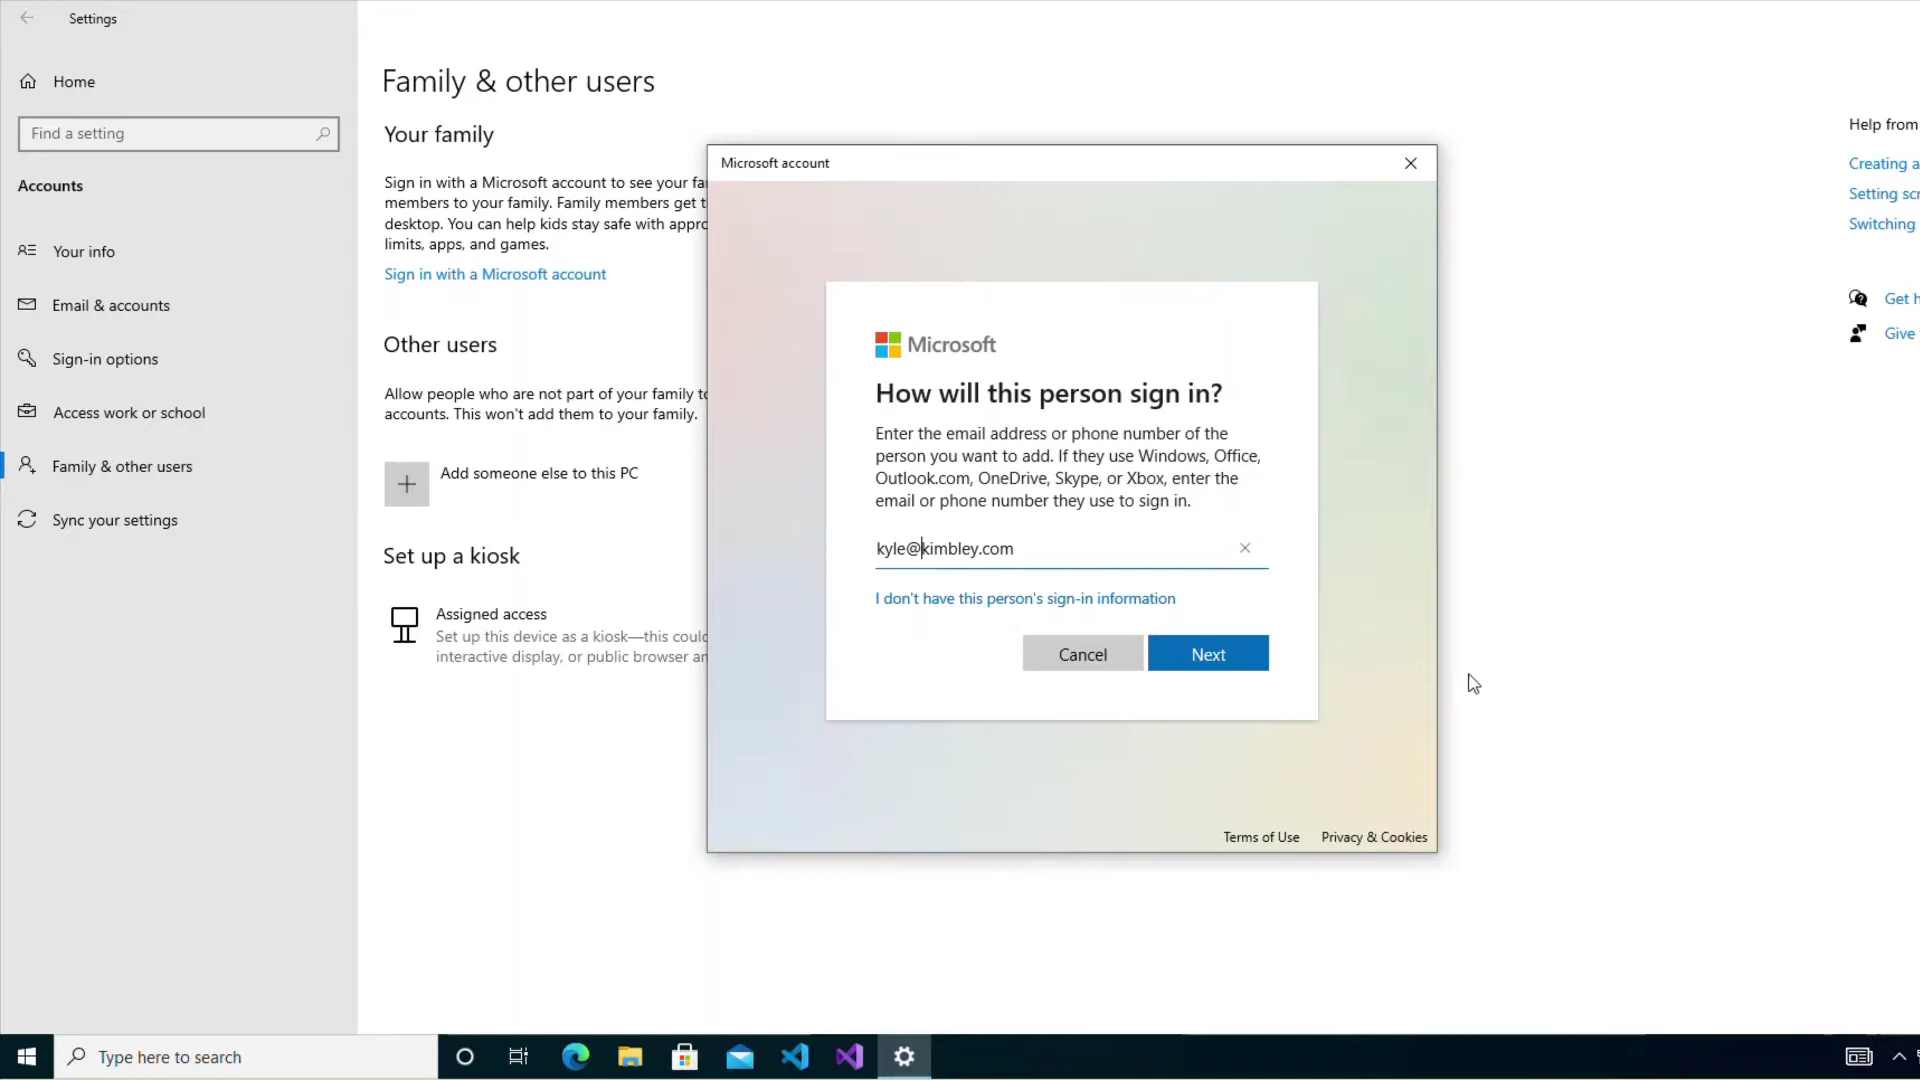 Settings
Home
Find a setting
Accounts
Your info
Email & accounts
Sign-in options
Access work or school
Family & other users
Sync your settings
Family & other users
Your family
Sign in with a Microsoft account to see your fa
members to your family. Family members get t
desktop. You can help kids stay safe with appro
limits, apps, and games.
Sign in with a Microsoft account
Other users
Allow people who are not part of your family to
accounts. This won't add them to your family.
Add someone else to this PC
Set up a kiosk
Assigned access
Set up this device as a kiosk—this could
interactive display, or public browser an
Microsoft account
Microsoft
How will this person sign in?
Enter the email address or phone number of the
person you want to add. If they use Windows, Office,
Outlook.com, OneDrive, Skype, or Xbox, enter the
email or phone number they use to sign in.
kyle@kimbley.com
I don't have this person's sign-in information
Cancel
Next
Terms of Use
Privacy & Cookies
Help from
Creating a
Setting scr
Switching
Get h
Give
Type here to search